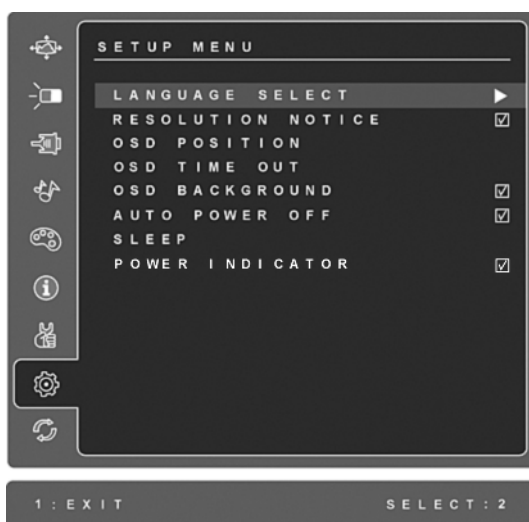 SETUP MENU
LANGUAGE SELECT
RESOLUTION NOTICE
OSD POSITION
OSD TIME OUT
OSD BACKGROUND
AUTO POWER OFF
SLEEP
POWER INDICATOR
1:EXIT SELECT:2